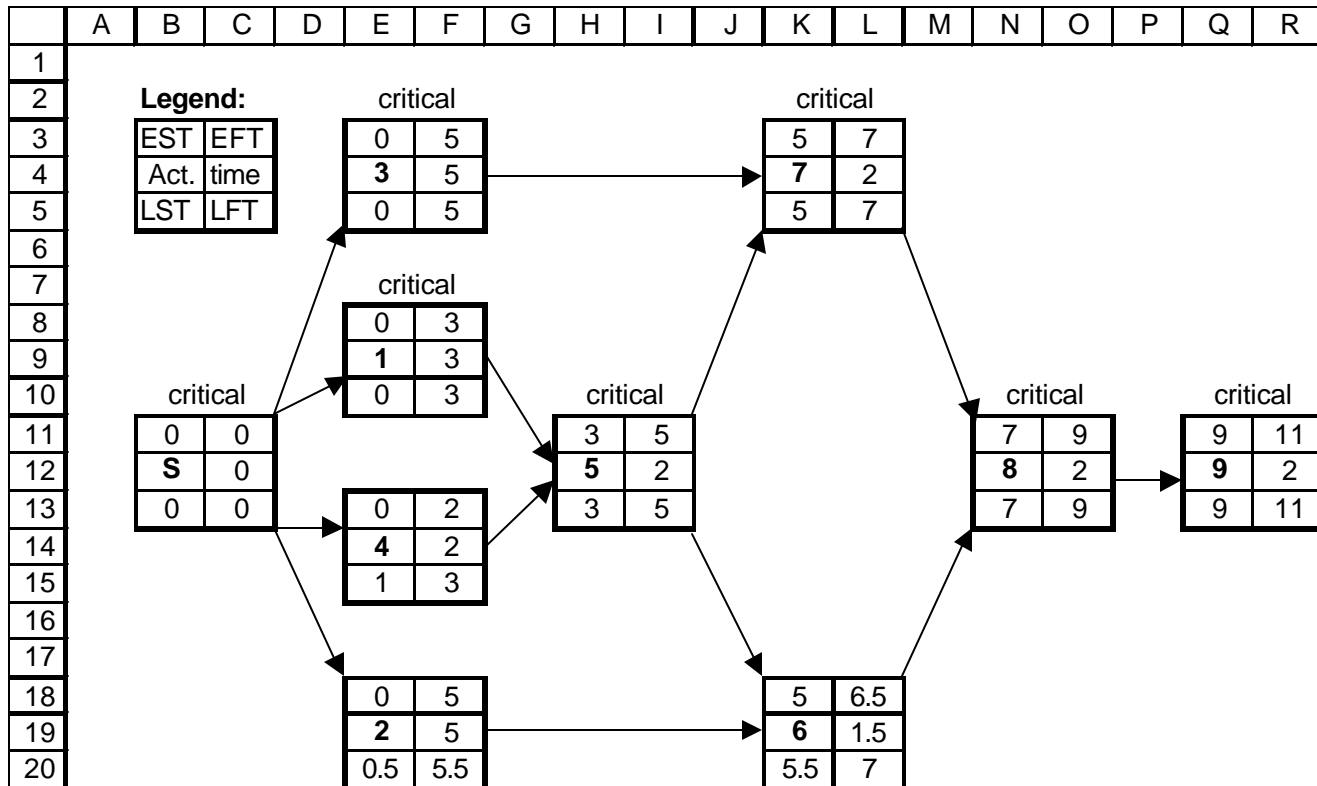 A B C D E F G H I J K L M N O P Q R
1
2 Legend: critical critical
3 EST EFT 0 5 5 7
4 Act. time 3 5 7 2
5 LST LFT 0 5 5 7
6
7 critical
8 0 3
9 1 3
10 critical 0 3 critical critical critical
11 0 0 3 5 7 9 9 11
12 S 0 5 2 8 2 9 2
13 0 0 0 2 3 5 7 9 9 11
14 4 2
15 1 3
16
17
18 0 5 5 6.5
19 2 5 6 1.5
20 0.5 5.5 5.5 7